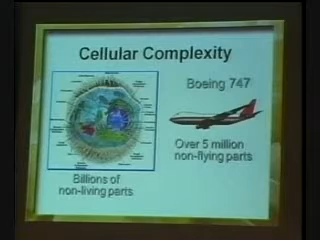 Cellular Complexity
Boeing 747
Over 5 million
non-flying parts
Billions of
non-living parts